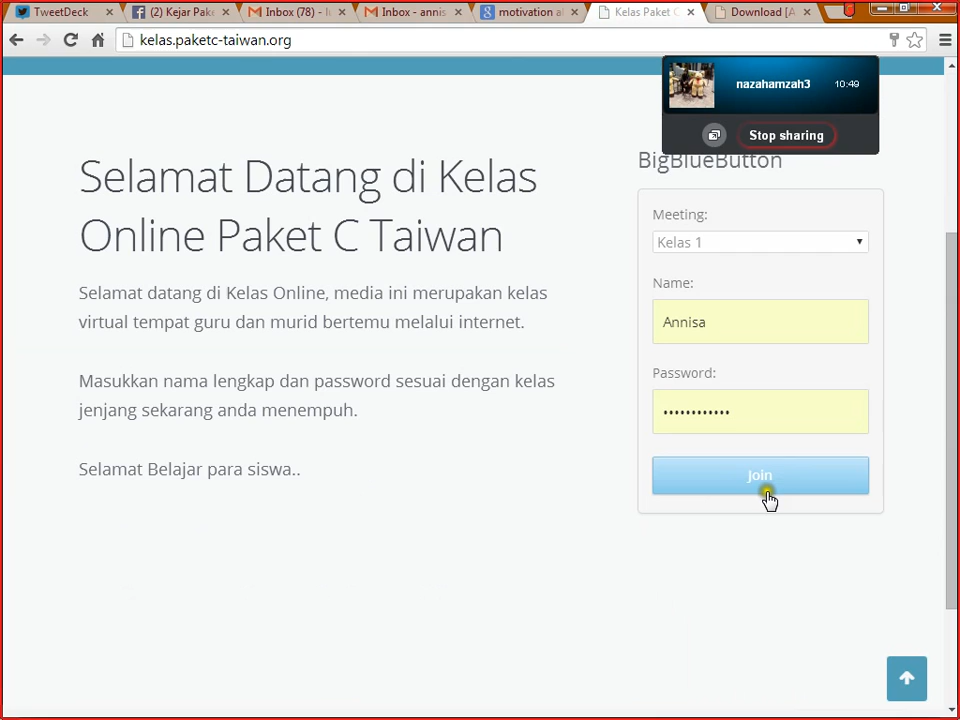 TweetDeck
(2) Kejar Pake
Inbox (78) - l
Inbox - annis
motivation al
Kelas Paket C
Download [A
kelas.paketc-taiwan.org
nazahamzah3
10:49
Stop sharing
BigBlueButton
Selamat Datang di Kelas
Online Paket C Taiwan
Selamat datang di Kelas Online, media ini merupakan kelas
virtual tempat guru dan murid bertemu melalui internet.
Masukkan nama lengkap dan password sesuai dengan kelas
jenjang sekarang anda menempuh.
Selamat Belajar para siswa..
Meeting:
Kelas 1
Name:
Annisa
Password:
••••••••••••
Join